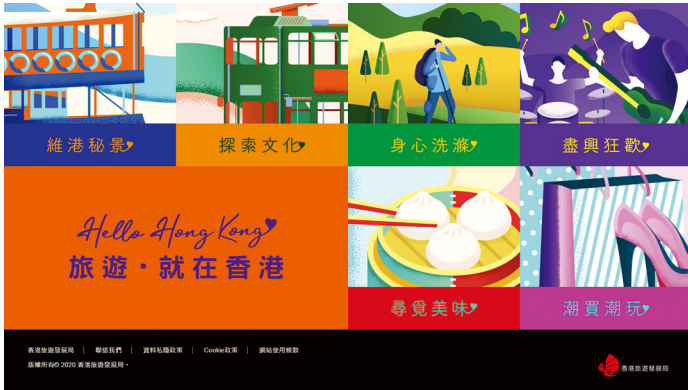 維港秘景
探索文化
身心洗滌
盡興狂歡
Hello Hong Kong
旅遊・就在香港
尋覓美味
潮買潮玩
香港旅遊發展局 | 聯絡我們 | 資料私隱政策 | Cookie政策 | 網站使用條款
版權所有© 2020 香港旅遊發展局。
香港旅遊發展局